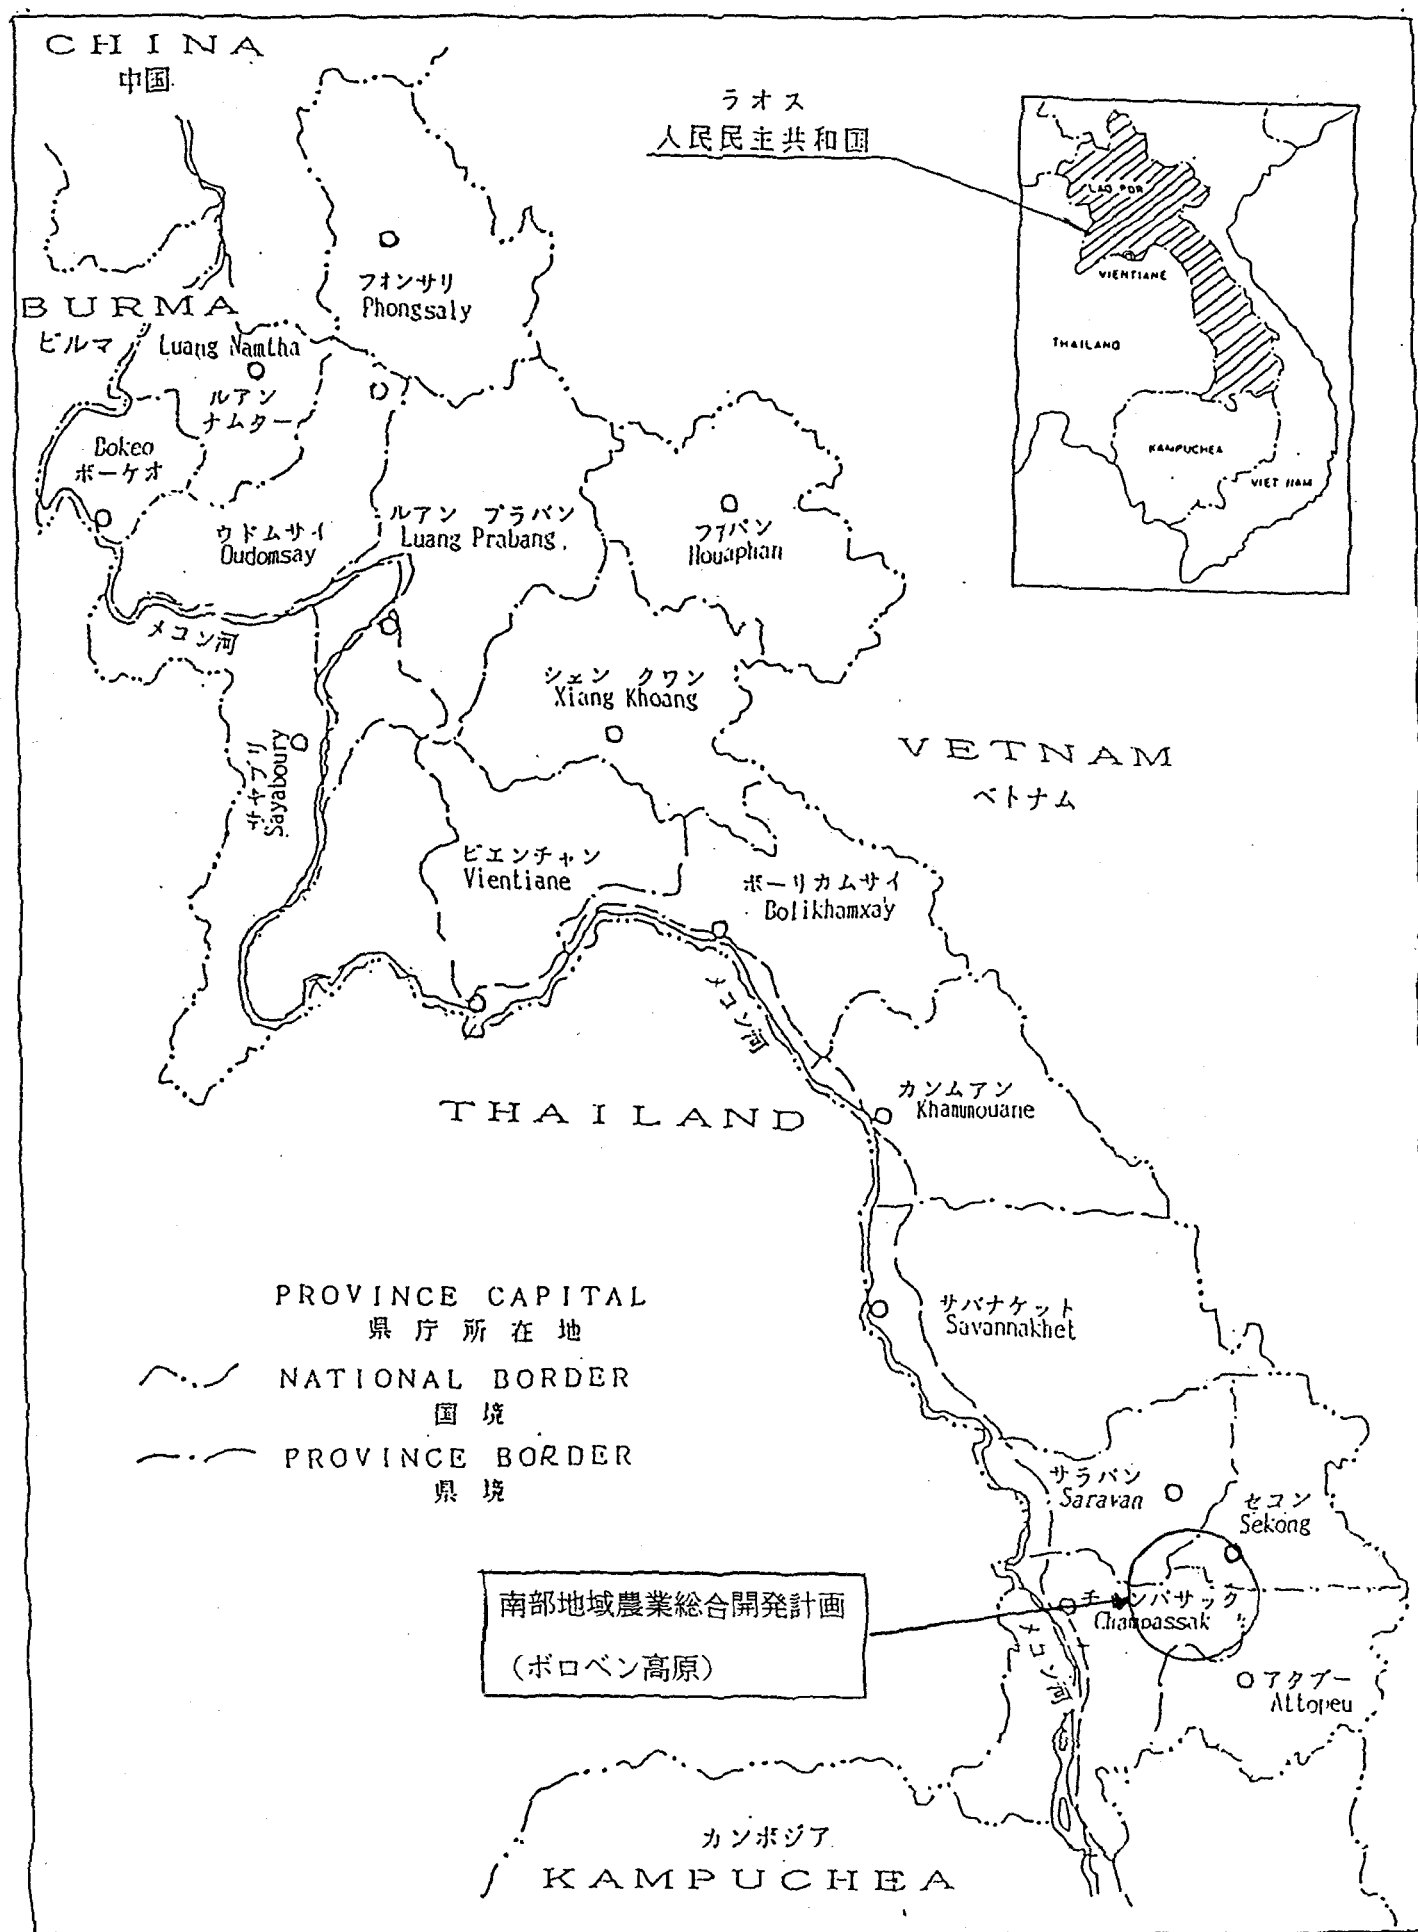 CHINA
中国
ラオス
人民民主共和国
LAO PDR
VIENTIANE
THAILAND
KAMPUCHEA
VIET NAM
フォンサリ
Phongsaly
BURMA
ビルマ
Luang Namtha
ルアン
ナムター
Bokeo
ボーケオ
ウドムサイ
Oudomsay
ルアン プラバン
Luang Prabang
ファパン
Houaphan
メコン河
シェン クワン
Xiang Khoang
サヤブリ
Sayaboury
VETNAM
ベトナム
ビエンチャン
Vientiane
ボーリカムサイ
Bolikhamxay
メコン河
THAILAND
カンムアン
Khammouane
PROVINCE CAPITAL
県庁所在地
NATIONAL BORDER
国境
PROVINCE BORDER
県境
サバナケット
Savannakhet
サラバン
Saravan
セコン
Sekong
南部地域農業総合開発計画
(ボロベン高原)
チャンパサック
Champassak
メコン河
アタプー
Attopeu
カンボジア
KAMPUCHEA